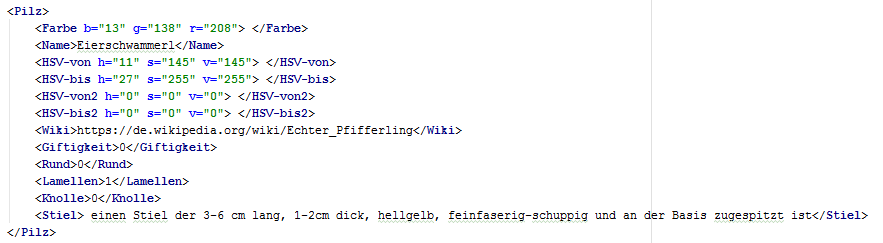 <Pilz>
<Farbe b="13" g="138" r="208"> </Farbe>
<Name>Eierschwammerl</Name>
<HSV-von h="11" s="145" v="145"> </HSV-von>
<HSV-bis h="27" s="255" v="255"> </HSV-bis>
<HSV-von2 h="0" s="0" v="0"> </HSV-von2>
<HSV-bis2 h="0" s="0" v="0"> </HSV-bis2>
<Wiki>https://de.wikipedia.org/wiki/Echter_Pfifferling</Wiki>
<Giftigkeit>0</Giftigkeit>
<Rund>0</Rund>
<Lamellen>1</Lamellen>
<Knolle>0</Knolle>
<Stiel> einen Stiel der 3-6 cm lang, 1-2cm dick, hellgelb, feinfaserig-schuppig und an der Basis zugespitzt ist</Stiel>
</Pilz>